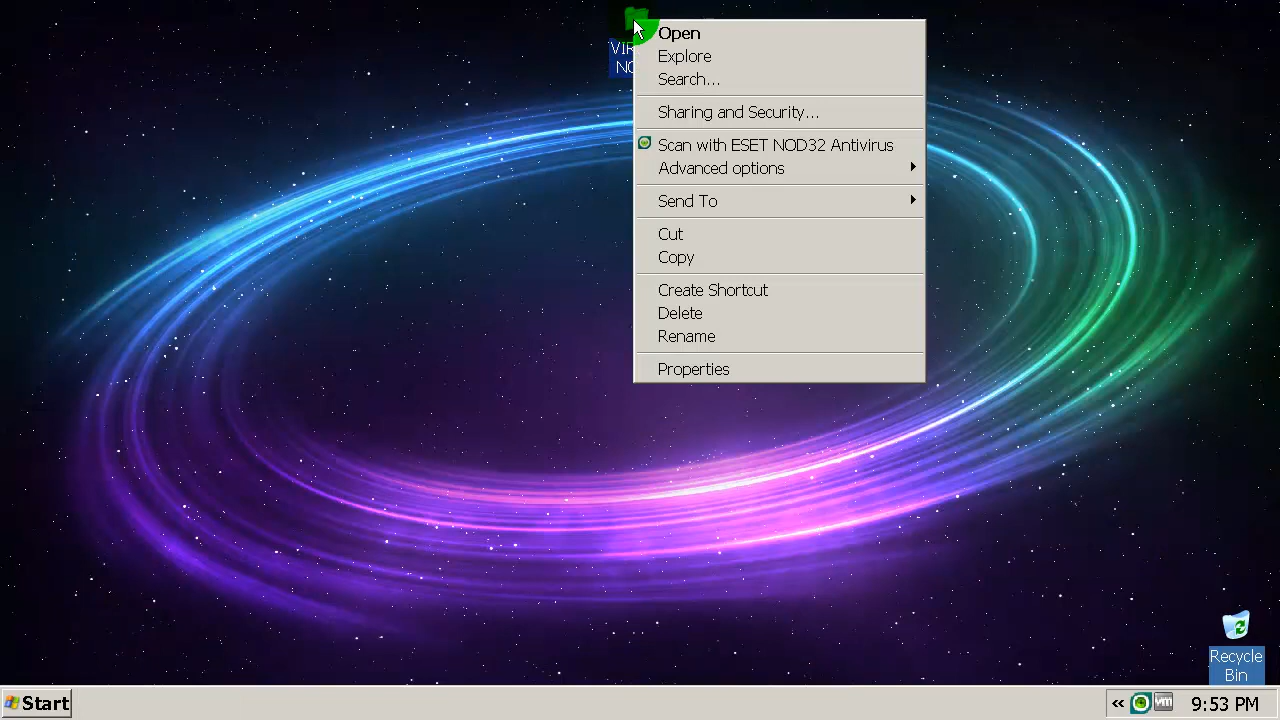 Open
Explore
Search...
Sharing and Security...
Scan with ESET NOD32 Antivirus
Advanced options
Send To
Cut
Copy
Create Shortcut
Delete
Rename
Properties
Recycle
Bin
Start
vm
9:53 PM